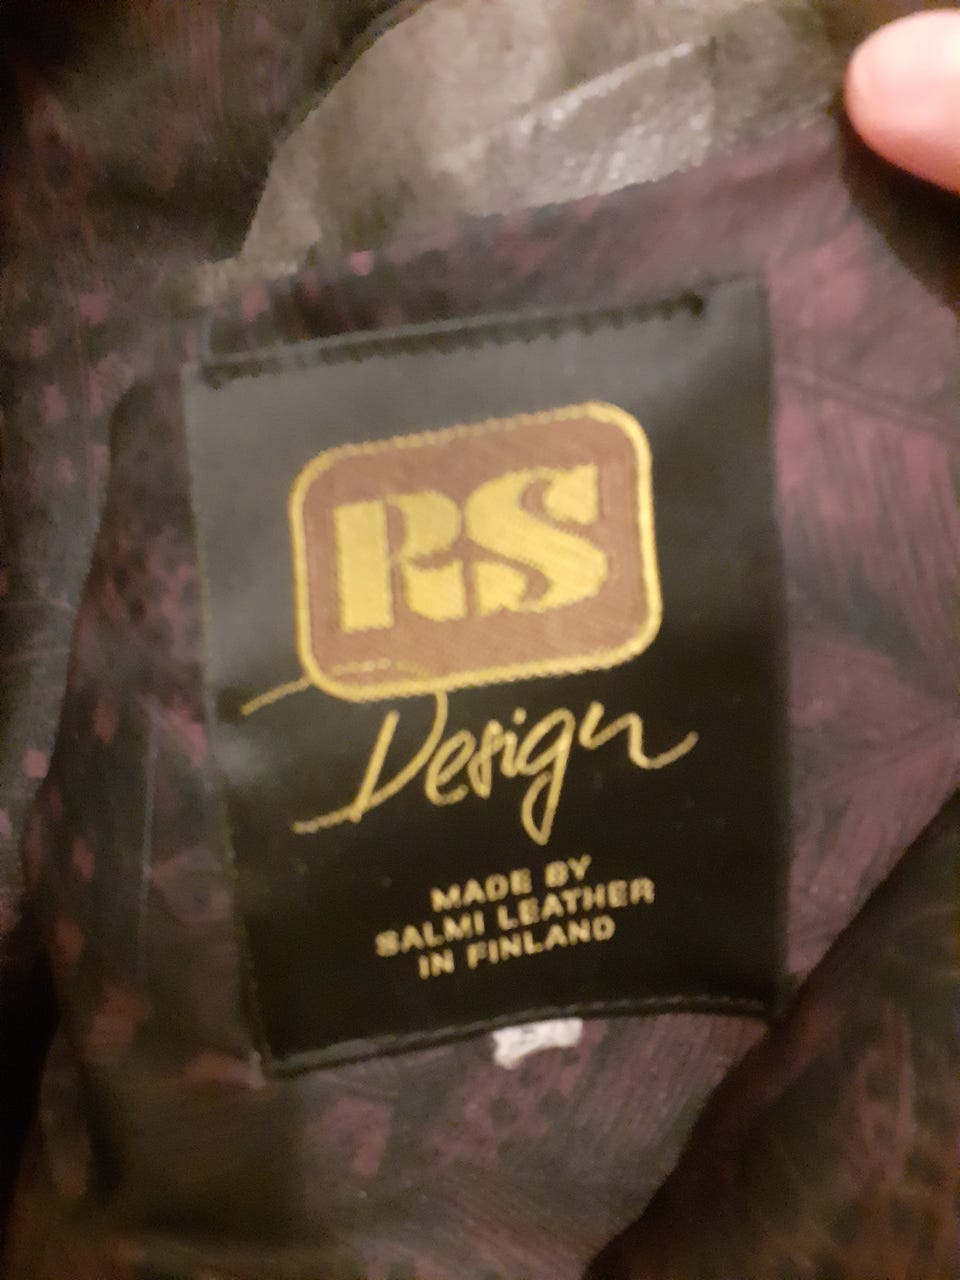 RS
Design
MADE BY
SALMI LEATHER
IN FINLAND